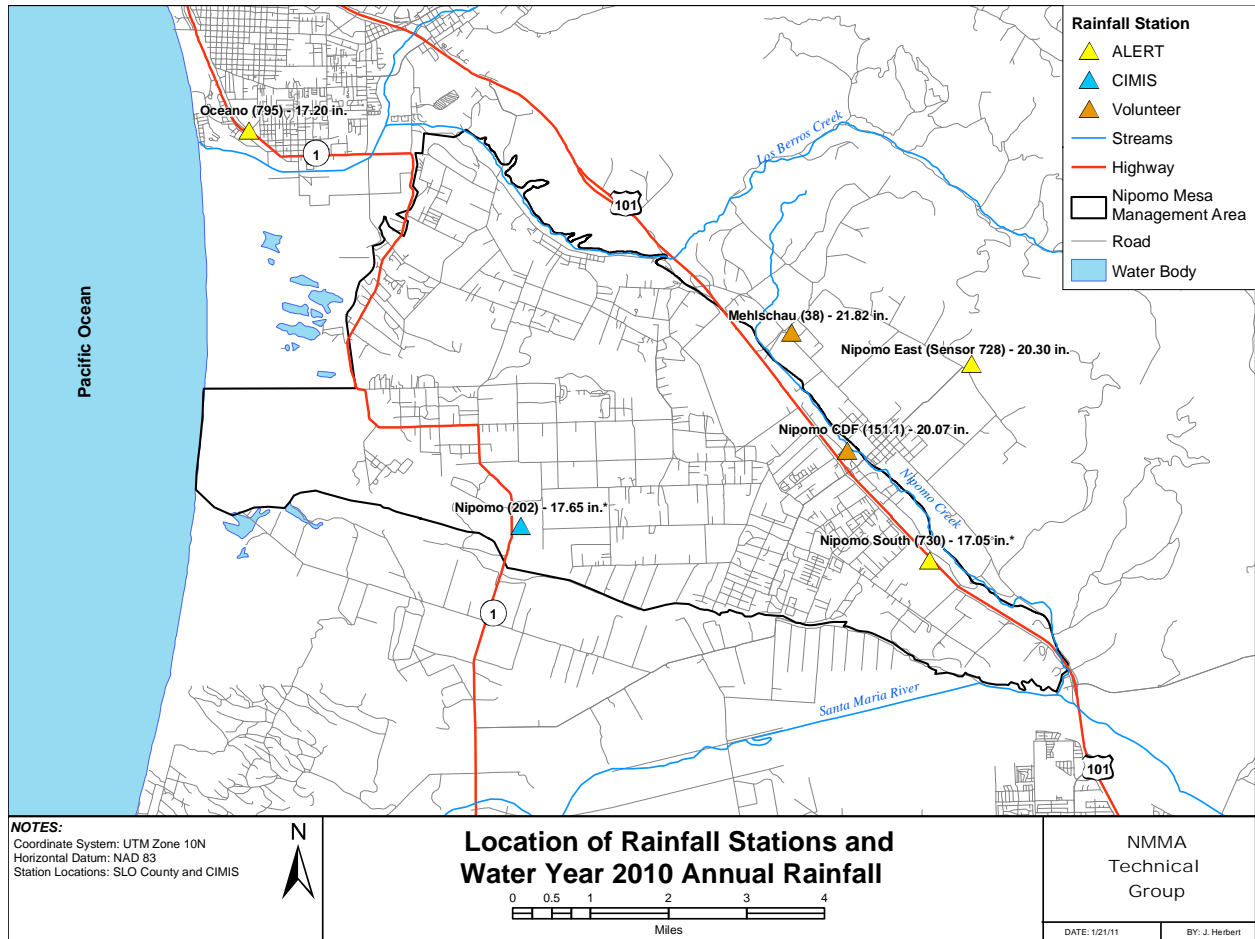 Rainfall Station
ALERT
CIMIS
Volunteer
Streams
Highway
Nipomo Mesa
Management Area
Road
Water Body
Oceano (795) - 17.20 in.
1
101
Los Berros Creek
Pacific Ocean
Mehlschau (38) - 21.82 in.
Nipomo East (Sensor 728) - 20.30 in.
Nipomo CDF (151.1) - 20.07 in.
Nipomo Creek
Nipomo (202) - 17.65 in.*
Nipomo South (730) - 17.05 in.*
1
Santa Maria River
101
NOTES:
Coordinate System: UTM Zone 10N
Horizontal Datum: NAD 83
Station Locations: SLO County and CIMIS
N
Location of Rainfall Stations and
Water Year 2010 Annual Rainfall
0 0.5 1 2 3 4
Miles
NMMA
Technical
Group
DATE: 1/21/11
BY: J. Herbert